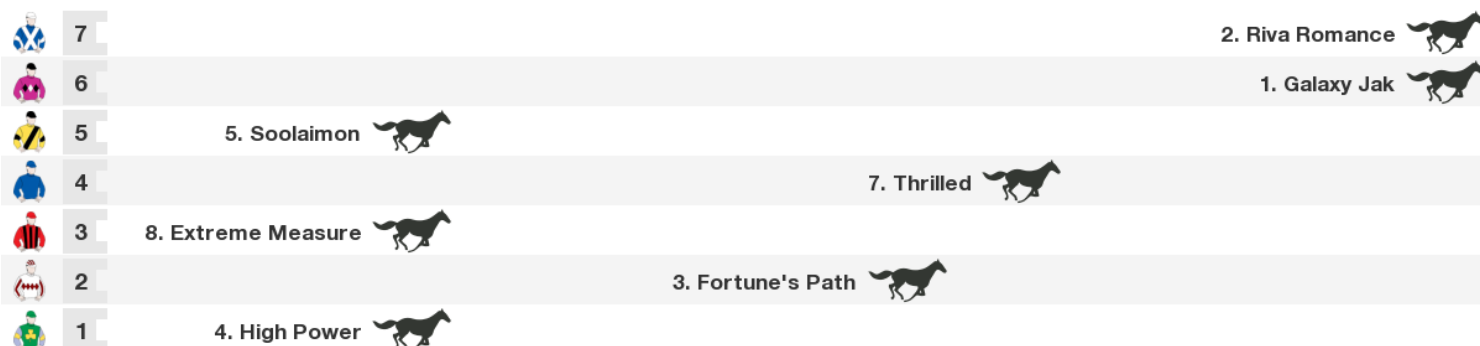 7 2. Riva Romance
6 1. Galaxy Jak
5 5. Soolaimon
4 7. Thrilled
3 8. Extreme Measure
2 3. Fortune's Path
1 4. High Power